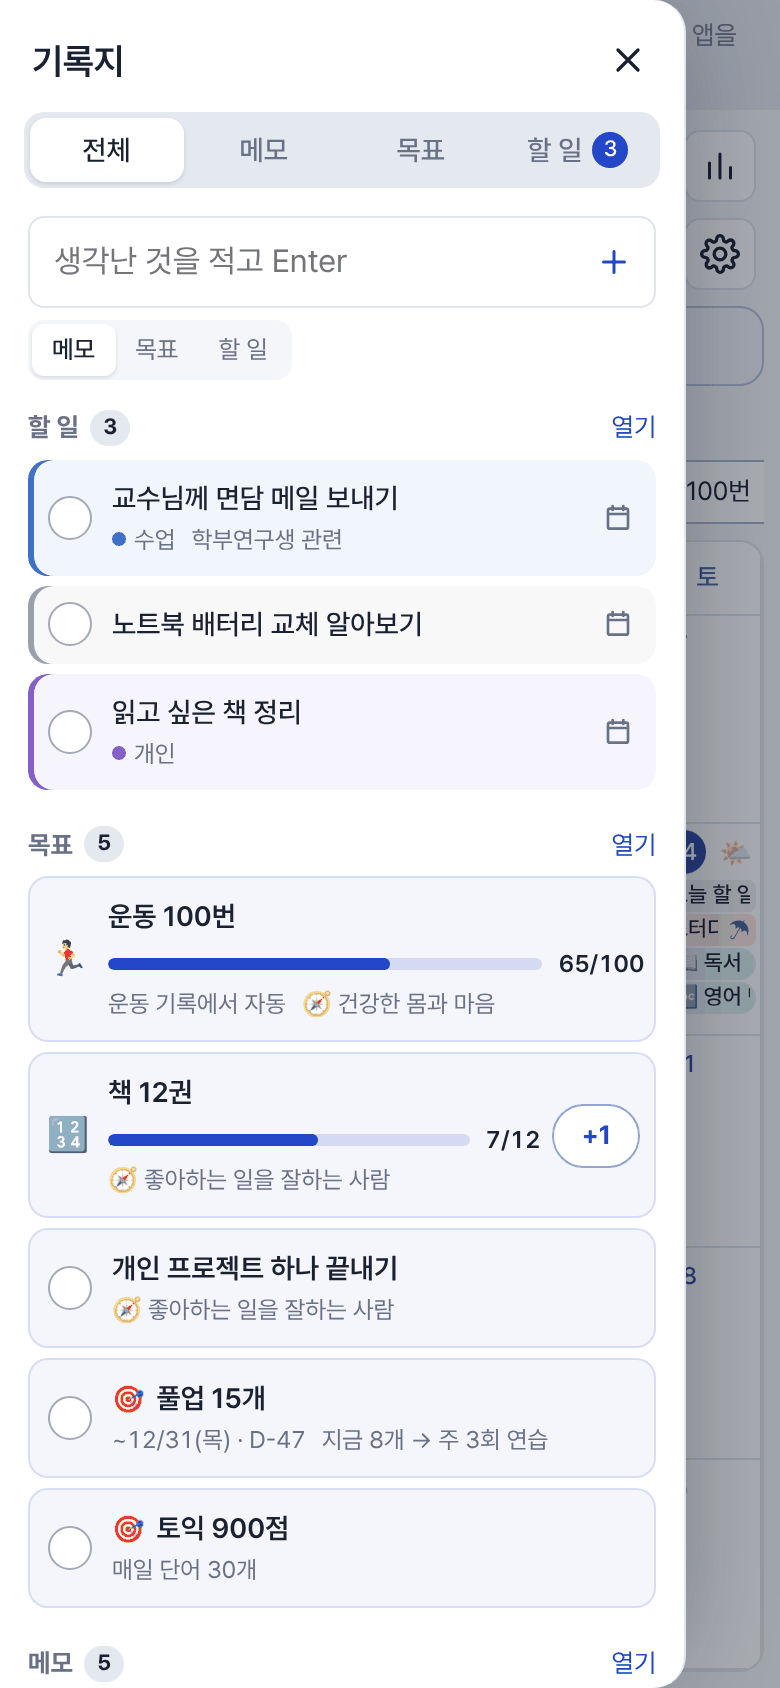 기록지
앱을
전체 메모 목표 할 일 3
생각난 것을 적고 Enter
메모 목표 할 일
할 일 3 열기
교수님께 면담 메일 보내기
수업 학부연구생 관련
100번
노트북 배터리 교체 알아보기
토
읽고 싶은 책 정리
개인
목표 5 열기
4
운동 100번
늘 할 일
터디
65/100
독서
운동 기록에서 자동 건강한 몸과 마음
영어
책 12권
1
7/12 +1
좋아하는 일을 잘하는 사람
개인 프로젝트 하나 끝내기
8
좋아하는 일을 잘하는 사람
풀업 15개
~12/31(목) · D-47 지금 8개 → 주 3회 연습
토익 900점
매일 단어 30개
메모 5 열기